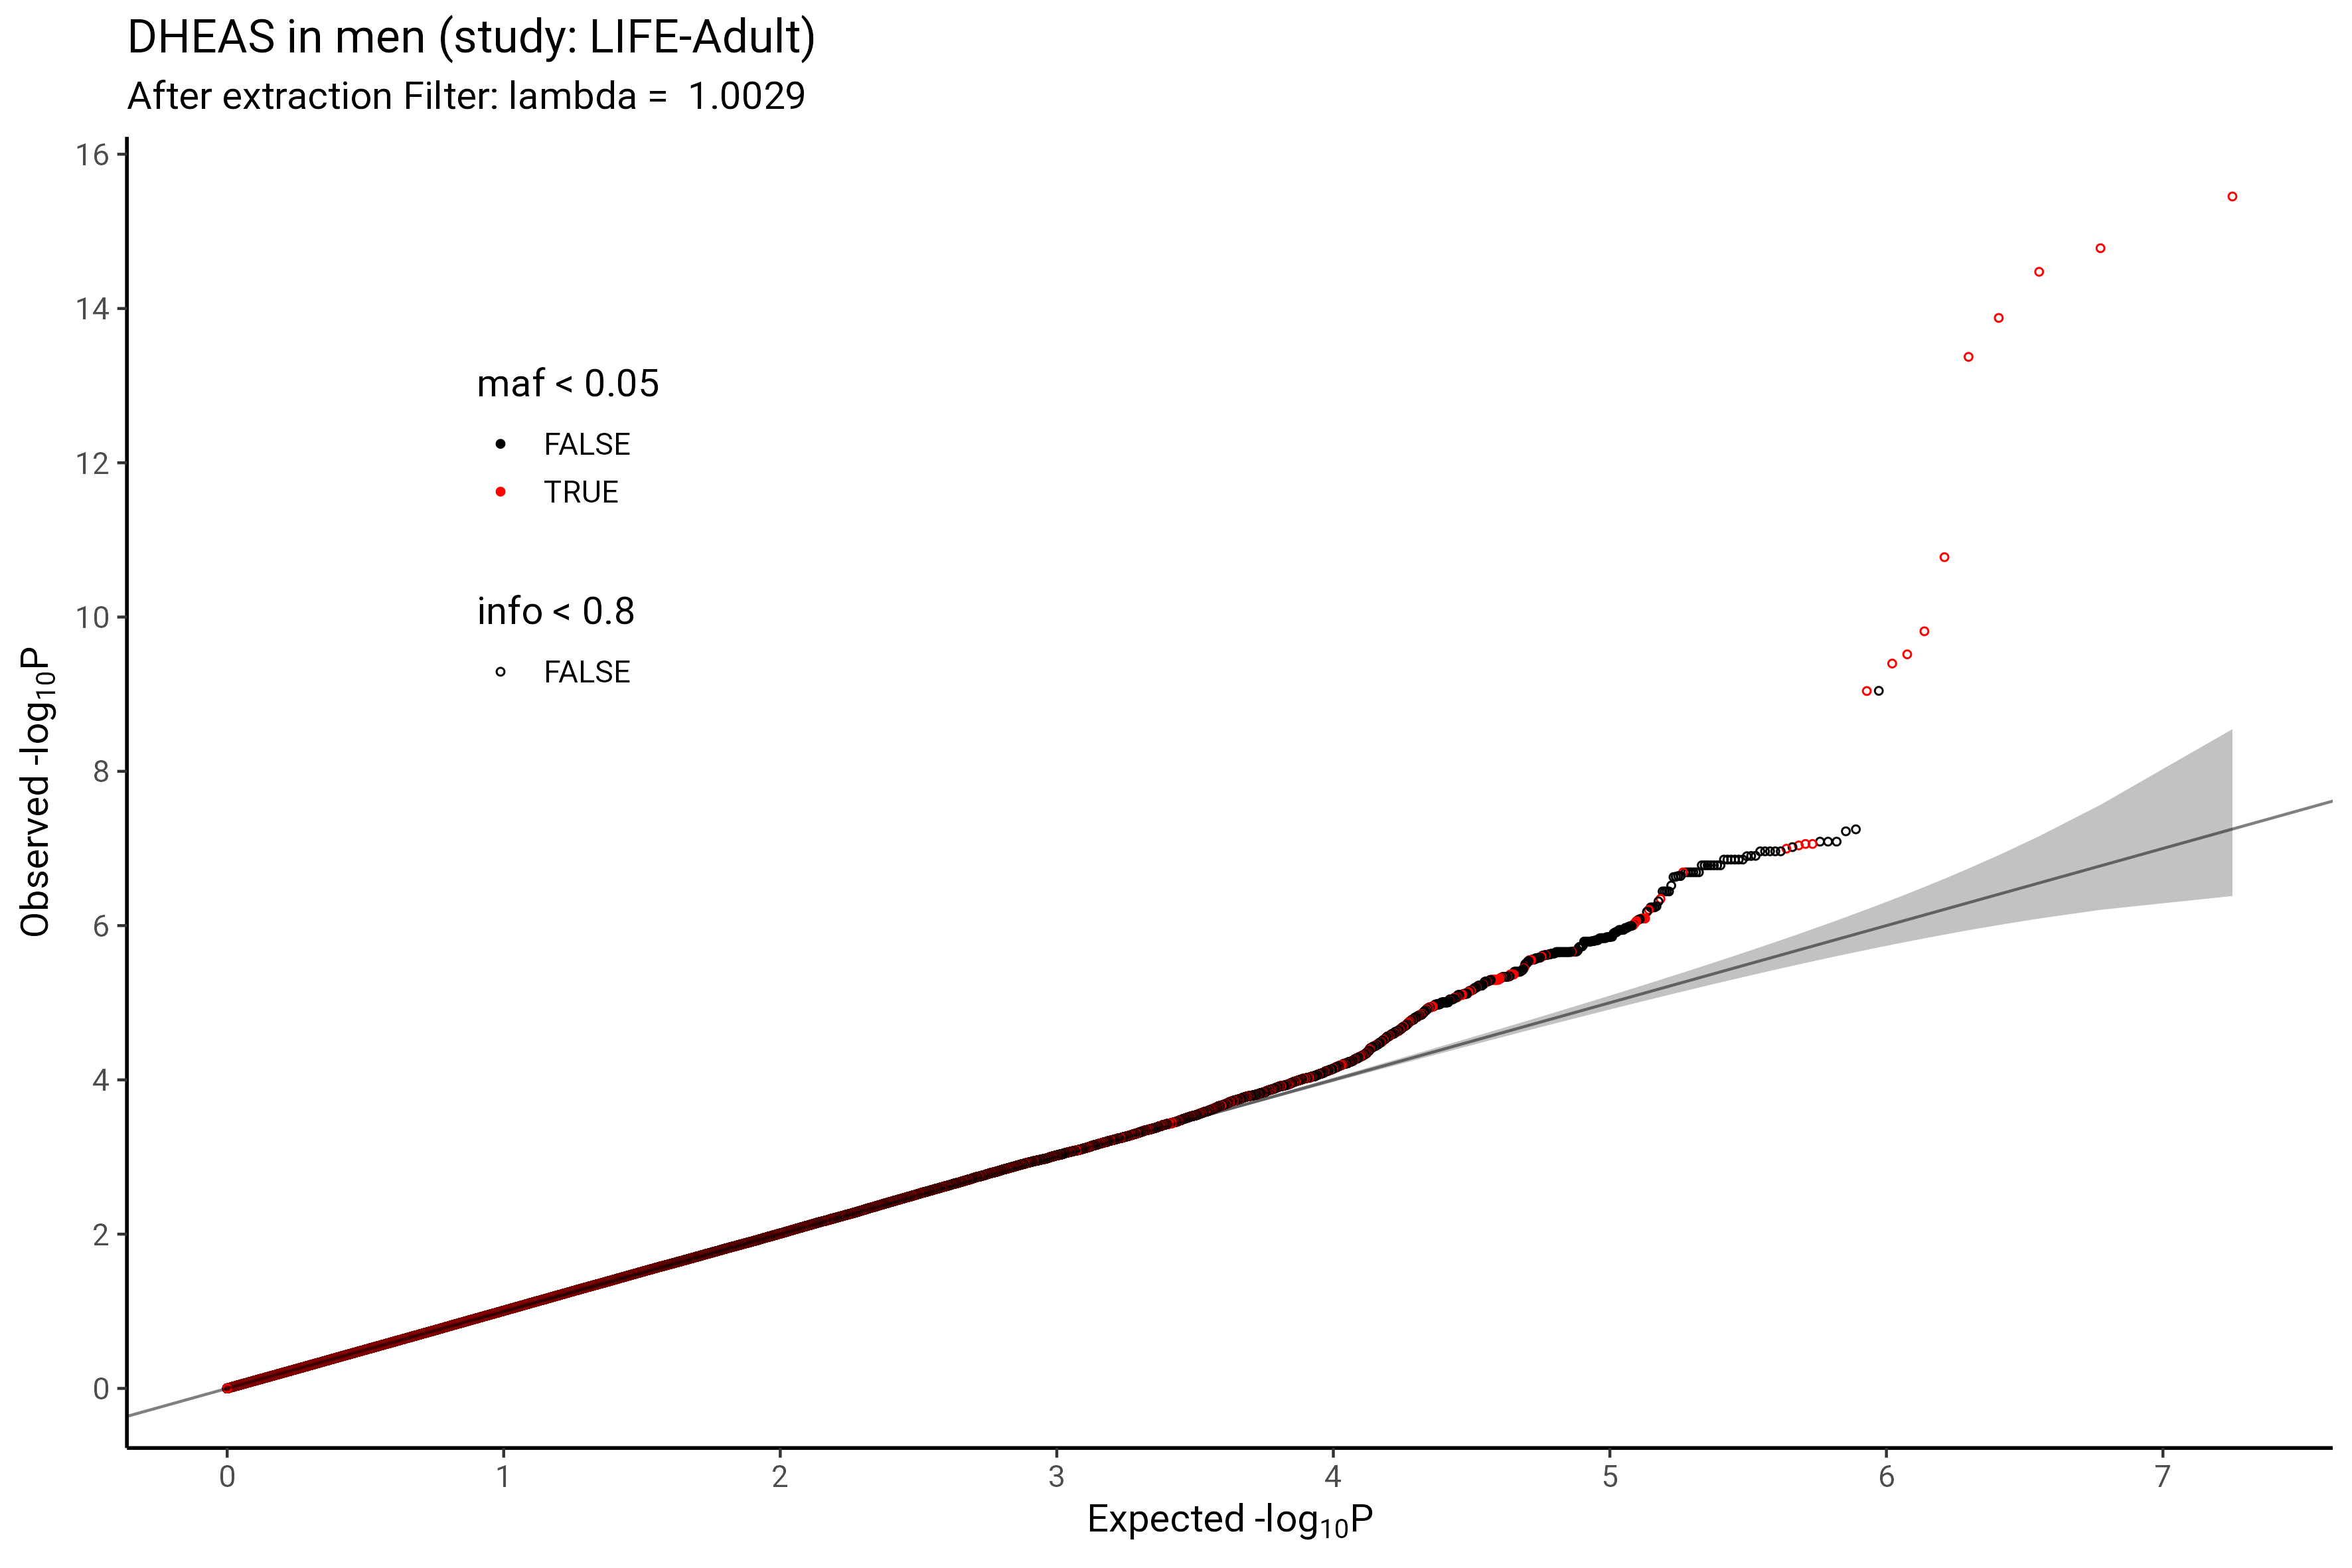 DHEAS in men (study: LIFE-Adult)
After extraction Filter: lambda =  1.0029
16
14
12
10
8
6
4
2
0
Observed -log10P
maf < 0.05
FALSE
TRUE
info < 0.8
FALSE
0 1 2 3 4 5 6 7
Expected -log10P